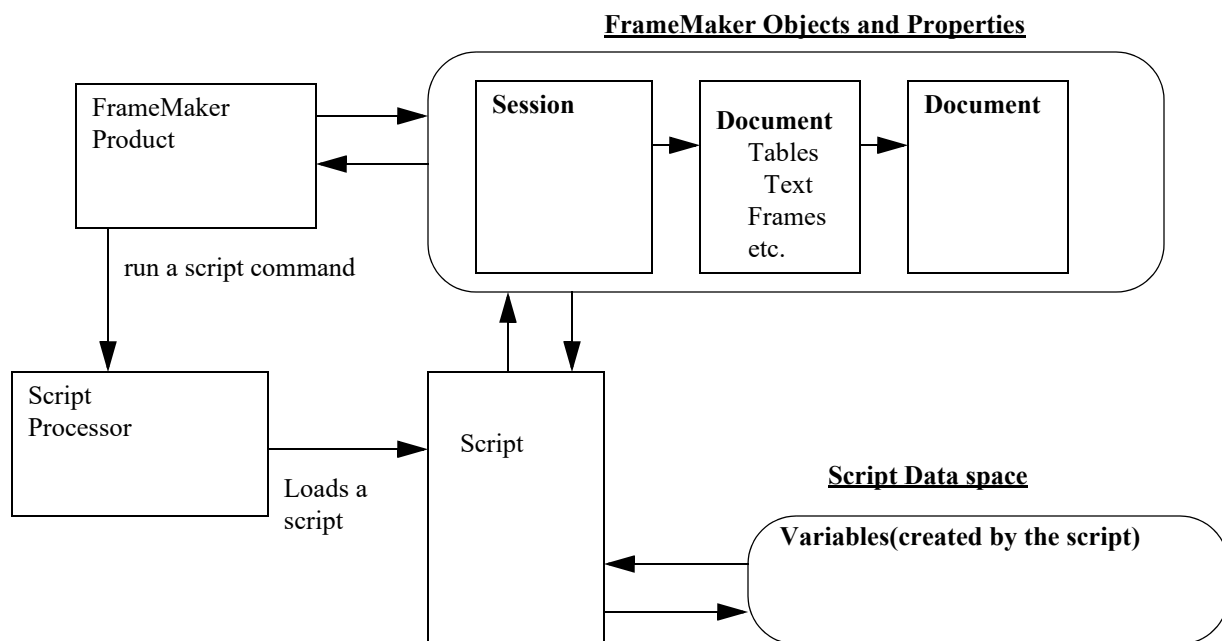 FrameMaker Objects and Properties
FrameMaker
Product
Session
Document
Tables
Text
Frames
etc.
Document
run a script command
Script
Processor
Loads a
script
Script
Script Data space
Variables(created by the script)